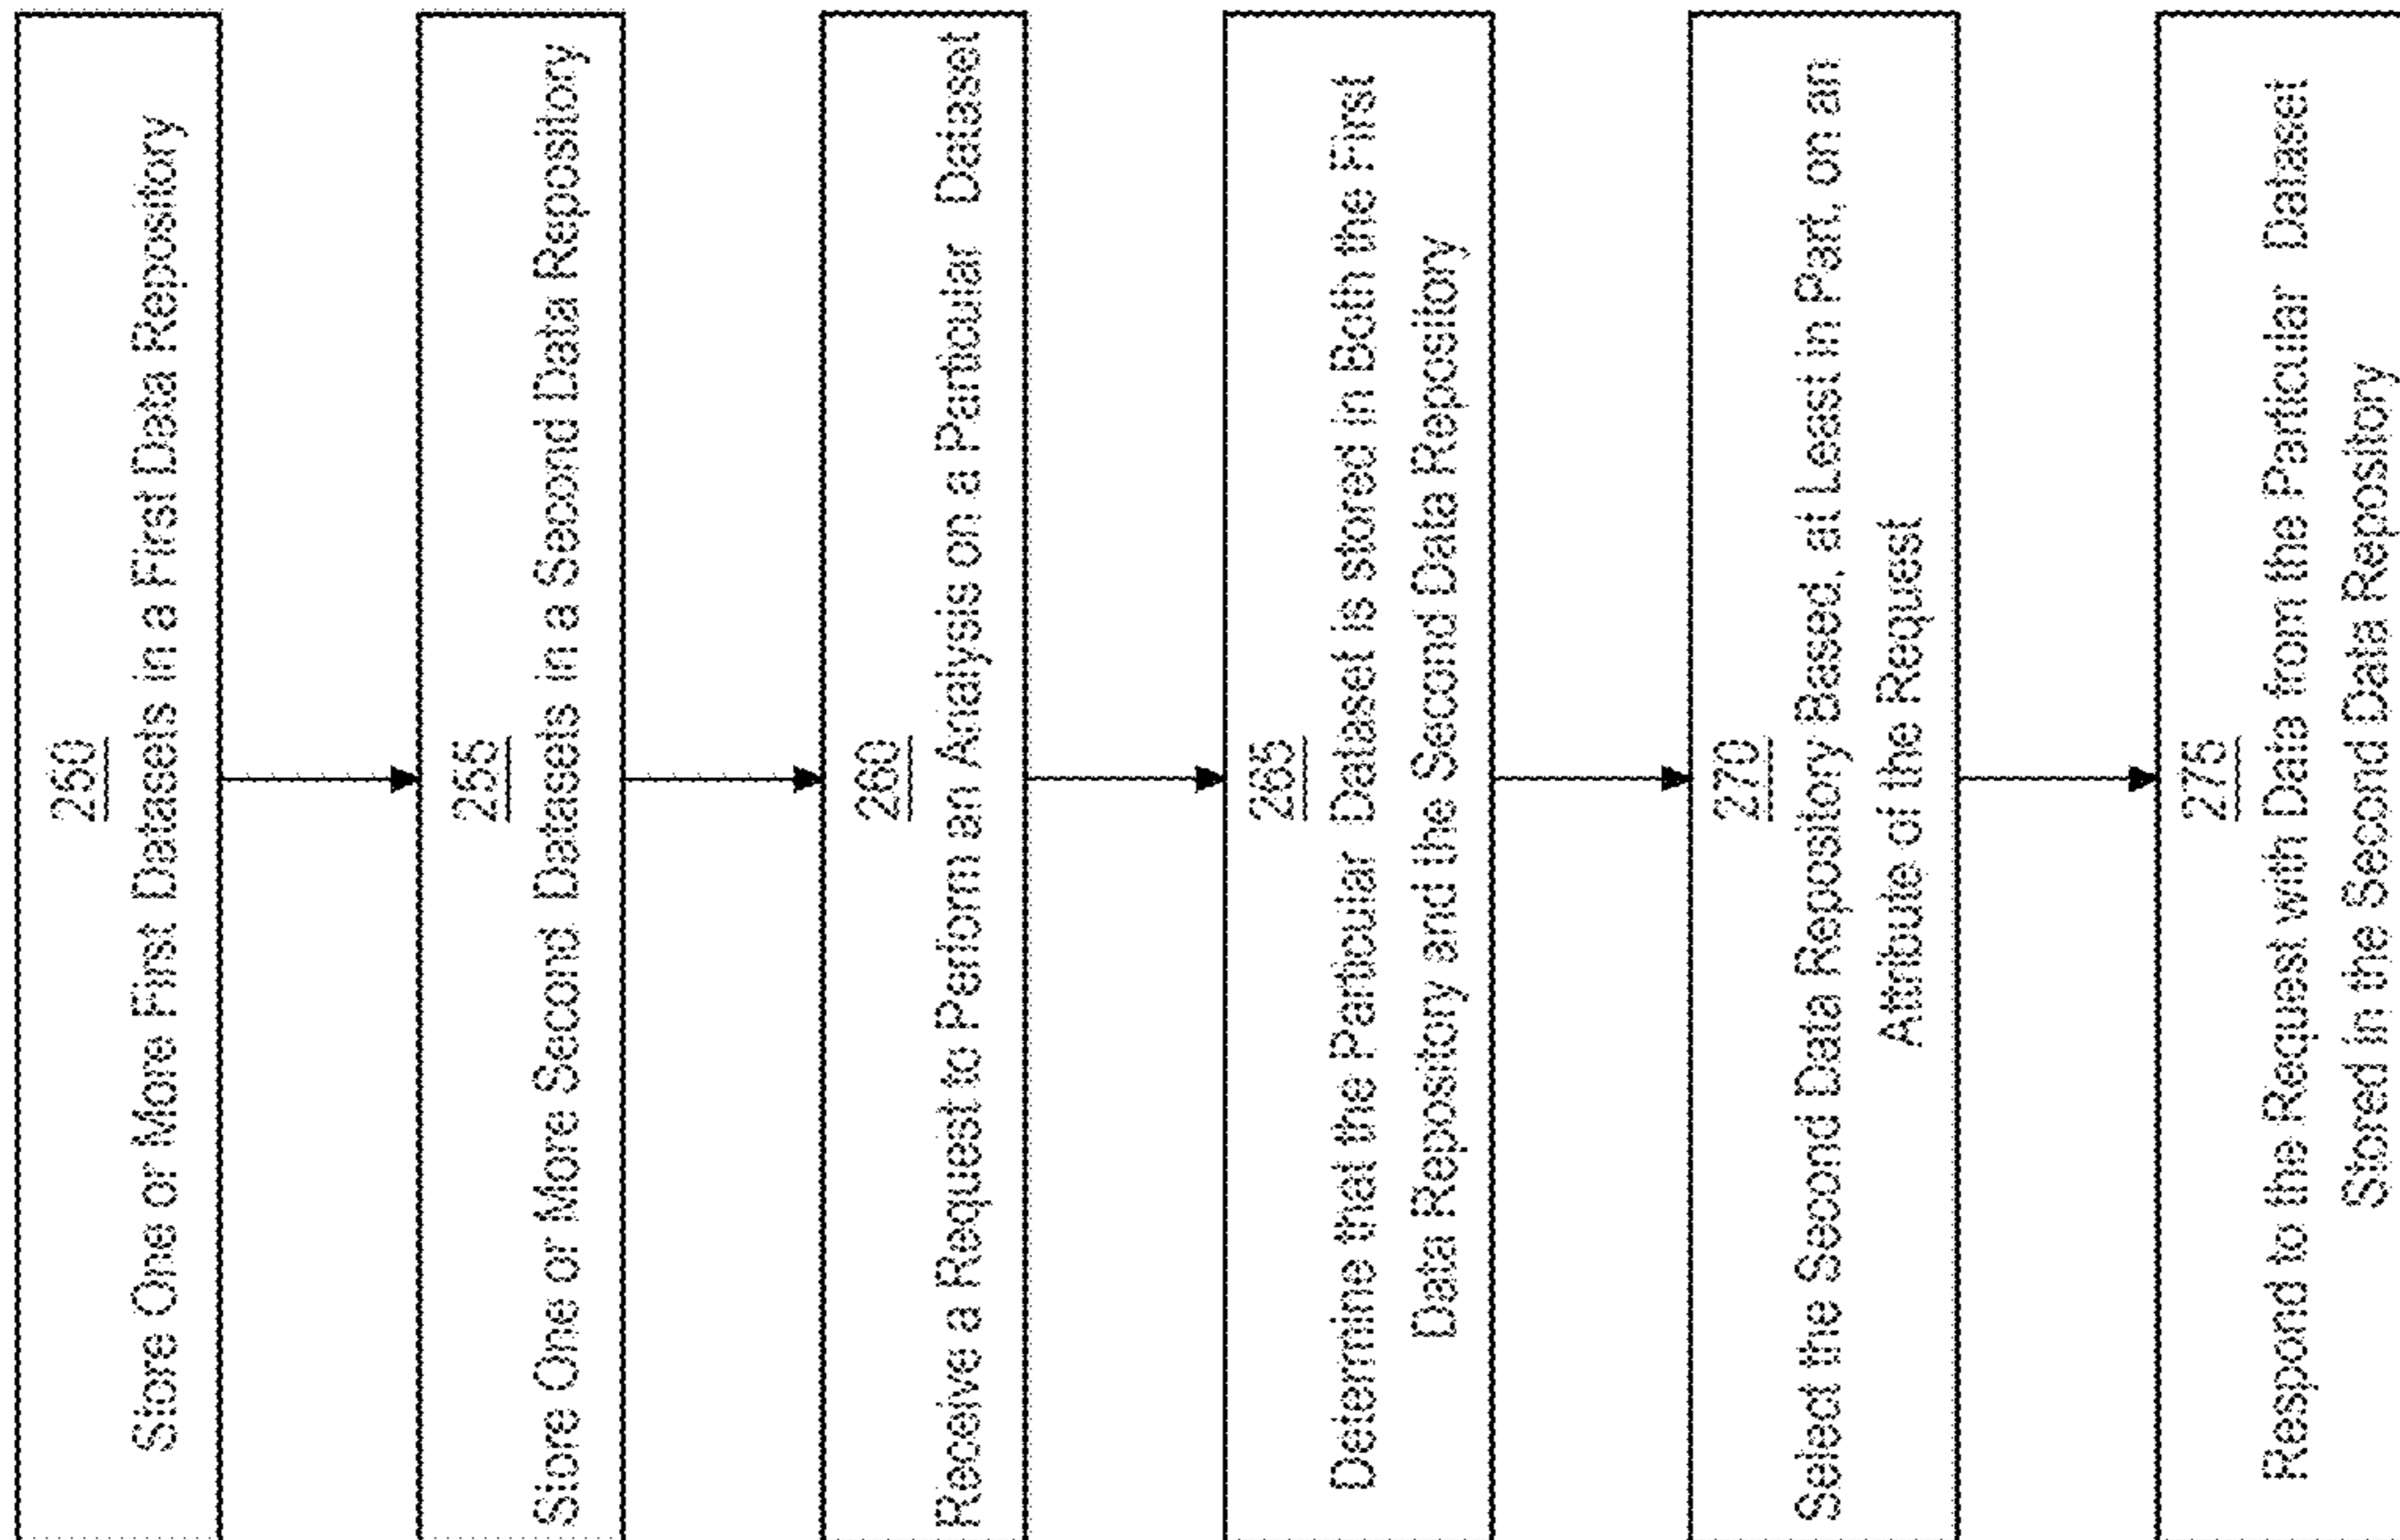 250
Store One or More First Datasets in a First Data Repository
255
Store One or More Second Datasets in a Second Data Repository
260
Receive a Request to Perform an Analysis on a Particular Dataset
265
Determine that the Particular Dataset is stored in Both the First
Data Repository and the Second Data Repository
270
Select the Second Data Repository Based, at Least in Part, on an
Attribute of the Request
275
Respond to the Request with Data from the Particular Dataset
Stored in the Second Data Repository